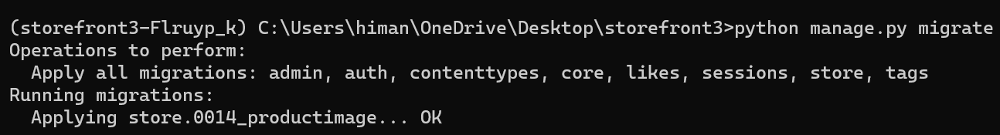 (storefront3-Flruyp_k) C:\Users\himan\OneDrive\Desktop\storefront3>python manage.py migrate
Operations to perform:
  Apply all migrations: admin, auth, contenttypes, core, likes, sessions, store, tags
Running migrations:
  Applying store.0014_productimage... OK